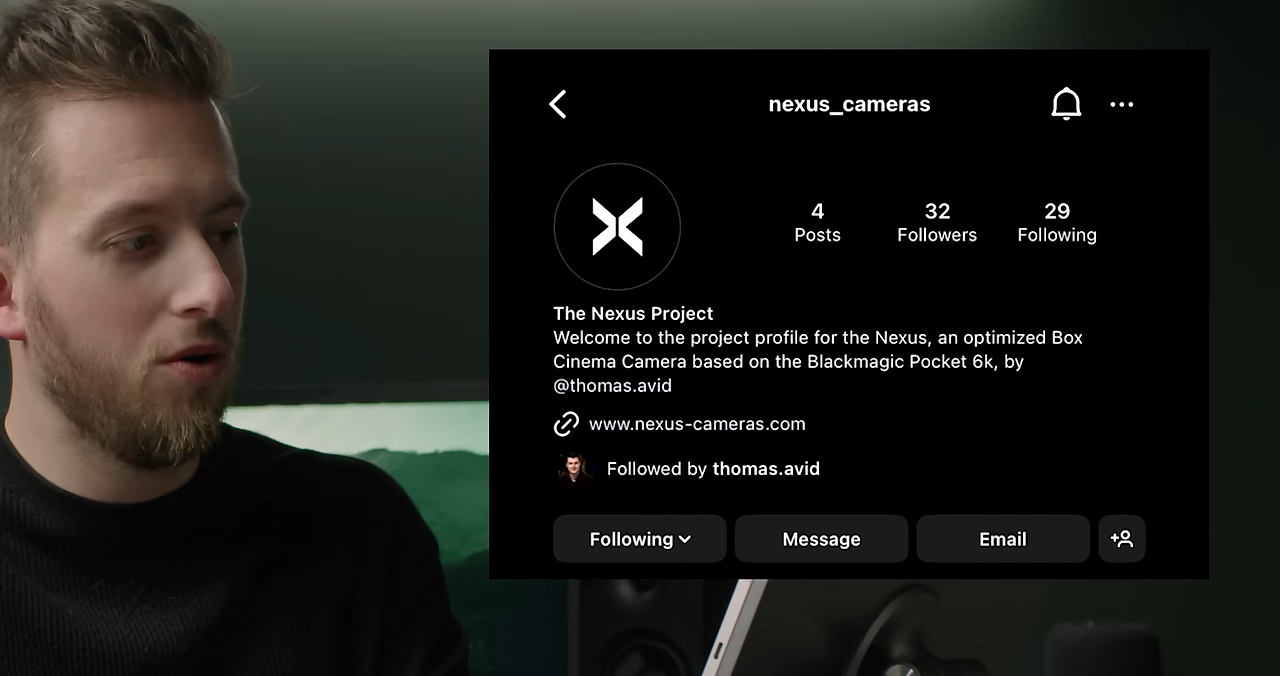 nexus_cameras
4
32
29
Posts
Followers
Following
The Nexus Project
Welcome to the project profile for the Nexus, an optimized Box
Cinema Camera based on the Blackmagic Pocket 6k, by
@thomas.avid
www.nexus-cameras.com
Followed by thomas.avid
Following
Message
Email